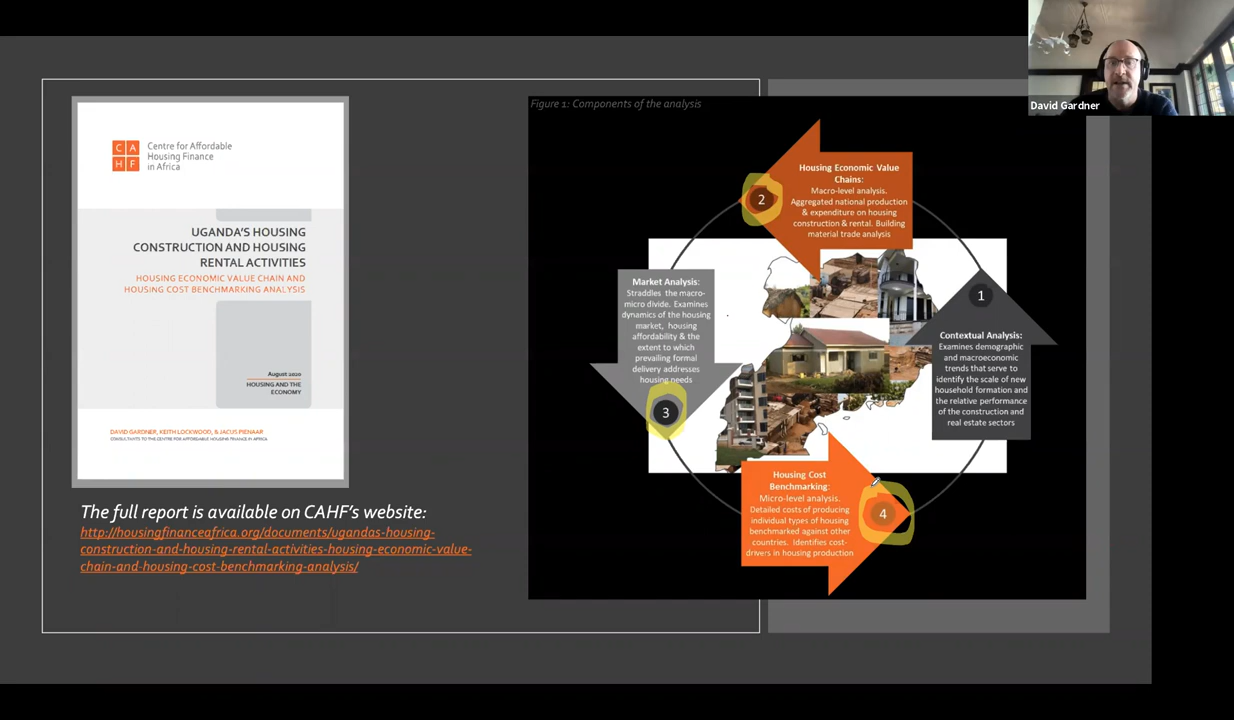 C A
H F
Centre for Affordable
Housing Finance
in Africa
UGANDA'S HOUSING
CONSTRUCTION AND HOUSING
RENTAL ACTIVITIES
HOUSING ECONOMIC VALUE CHAIN AND
HOUSING COST BENCHMARKING ANALYSIS
August 2020
HOUSING AND THE
ECONOMY
DAVID GARDNER, KEITH LOCKWOOD, & JACUS PIENAAR
CONSULTANTS TO THE CENTRE FOR AFFORDABLE HOUSING FINANCE IN AFRICA
The full report is available on CAHF's website:
http://housingfinanceafrica.org/documents/ugandas-housing-
construction-and-housing-rental-activities-housing-economic-value-
chain-and-housing-cost-benchmarking-analysis/
Figure 1: Components of the analysis
2
Housing Economic Value
Chains:
Macro-level analysis.
Aggregated national production
& expenditure on housing
construction & rental. Building
material trade analysis
Market Analysis:
Straddles the macro-
micro divide. Examines
dynamics of the housing
market, housing
affordability & the
extent to which
prevailing formal
delivery addresses
housing needs
3
1
Contextual Analysis:
Examines demographic
and macroeconomic
trends that serve to
identify the scale of new
household formation and
the relative performance
of the construction and
real estate sectors
Housing Cost
Benchmarking:
Micro-level analysis.
Detailed costs of producing
individual types of housing
benchmarked against other
countries. Identifies cost-
drivers in housing production
4
David Gardner